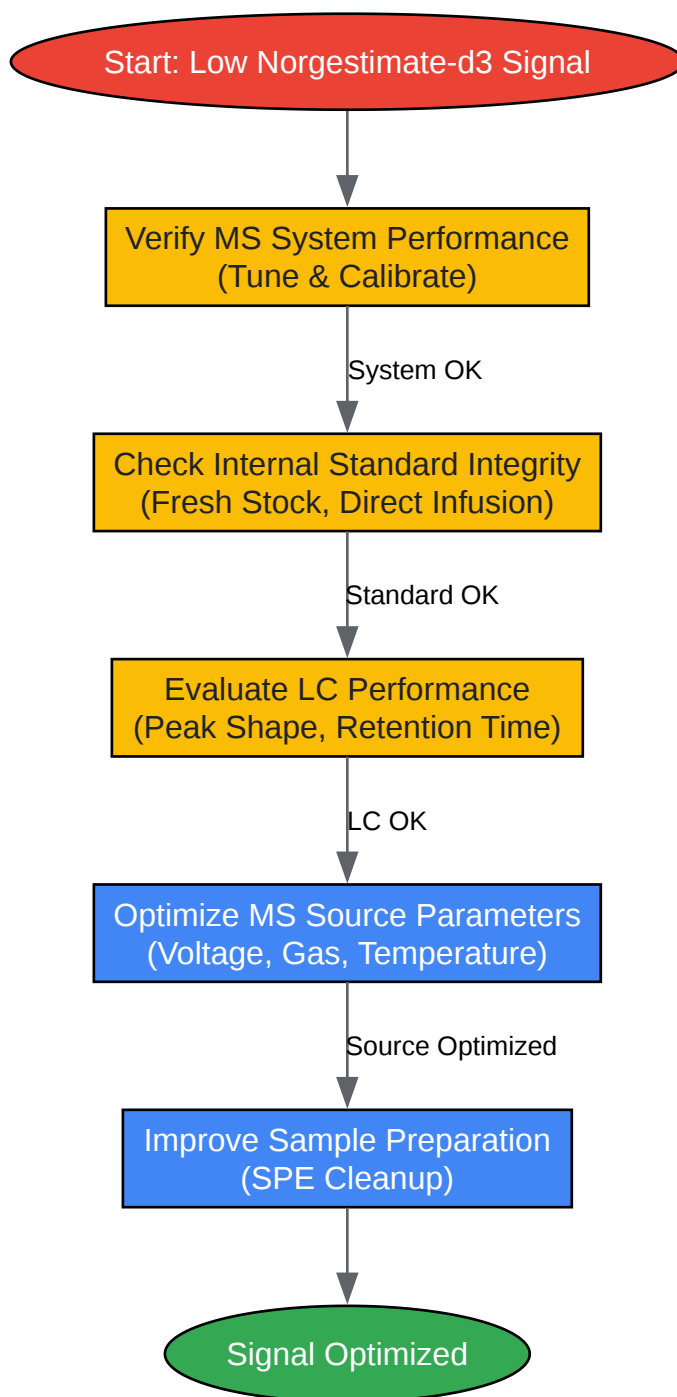 Start: Low Norgestimate-d3 Signal
Verify MS System Performance
(Tune & Calibrate)
System OK
Check Internal Standard Integrity
(Fresh Stock, Direct Infusion)
Standard OK
Evaluate LC Performance
(Peak Shape, Retention Time)
LC OK
Optimize MS Source Parameters
(Voltage, Gas, Temperature)
Source Optimized
Improve Sample Preparation
(SPE Cleanup)
Signal Optimized